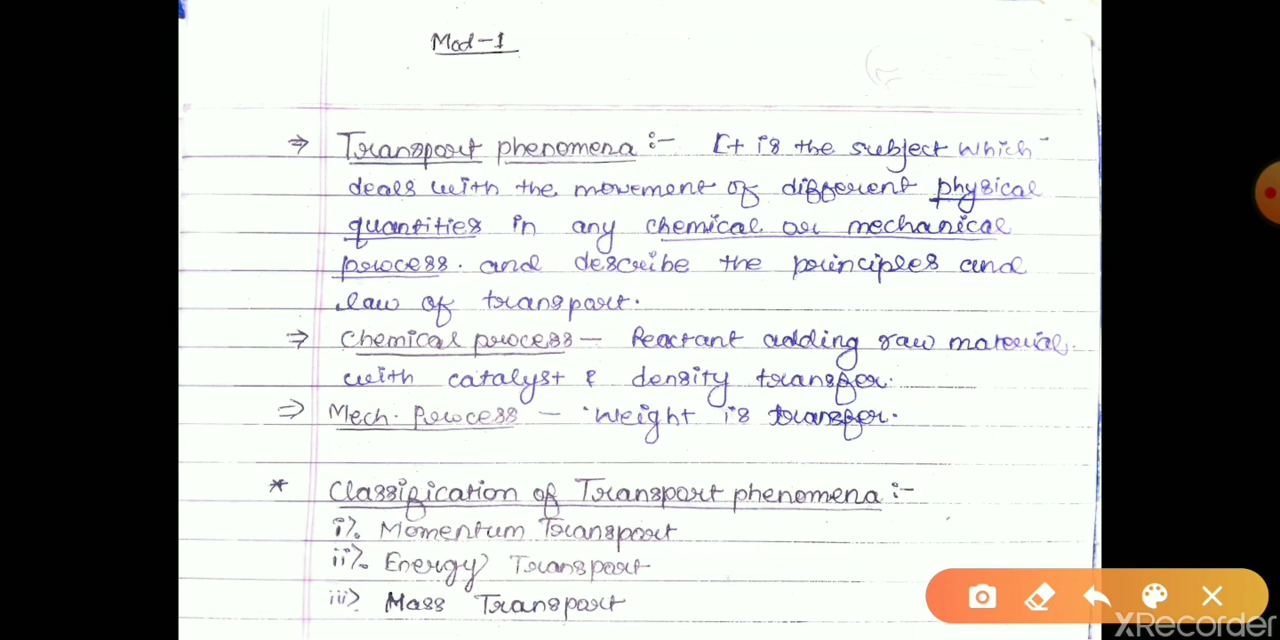 Mod-1
⇒ Transport phenomena :- It is the subject which
deals with the movement of different physical
quantities in any chemical or mechanical
process. and describe the principles and
law of transport.
⇒ Chemical process - Reactant adding raw material
with catalyst & density transfer.
⇒ Mech. Process - Weight is transfer.
* Classification of Transport phenomena :-
i) Momentum Transport
ii) Energy Transport
iii) Mass Transport
XRecorder